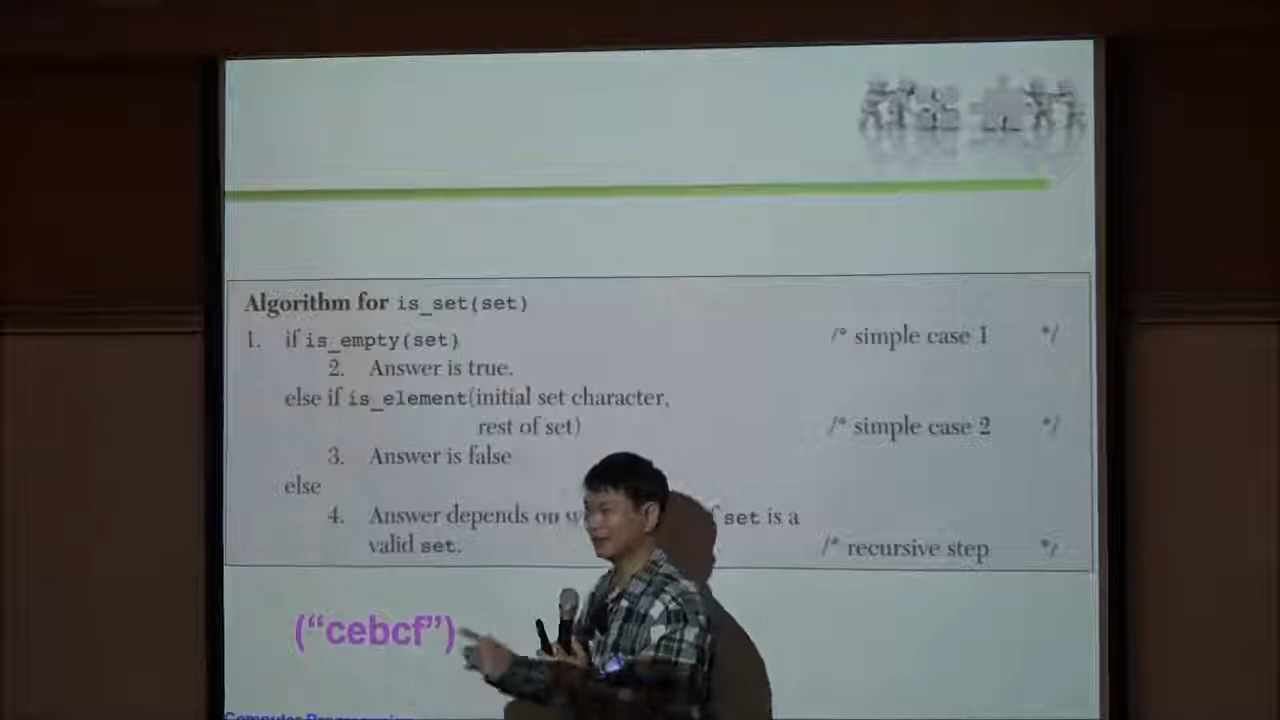 Algorithm for is_set(set)
1. if is_empty(set) /* simple case 1 */
2. Answer is true.
else if is_element(initial set character,
rest of set) /* simple case 2 */
3. Answer is false
else
4. Answer depends on set is a
valid set. /* recursive step */
("cebcf")
Computer Programming